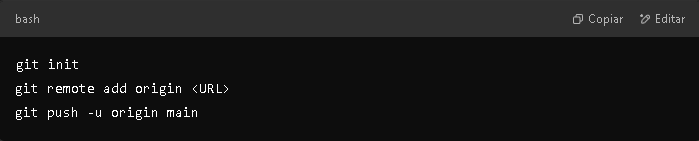 bash
Copiar
Editar
git init
git remote add origin <URL>
git push -u origin main